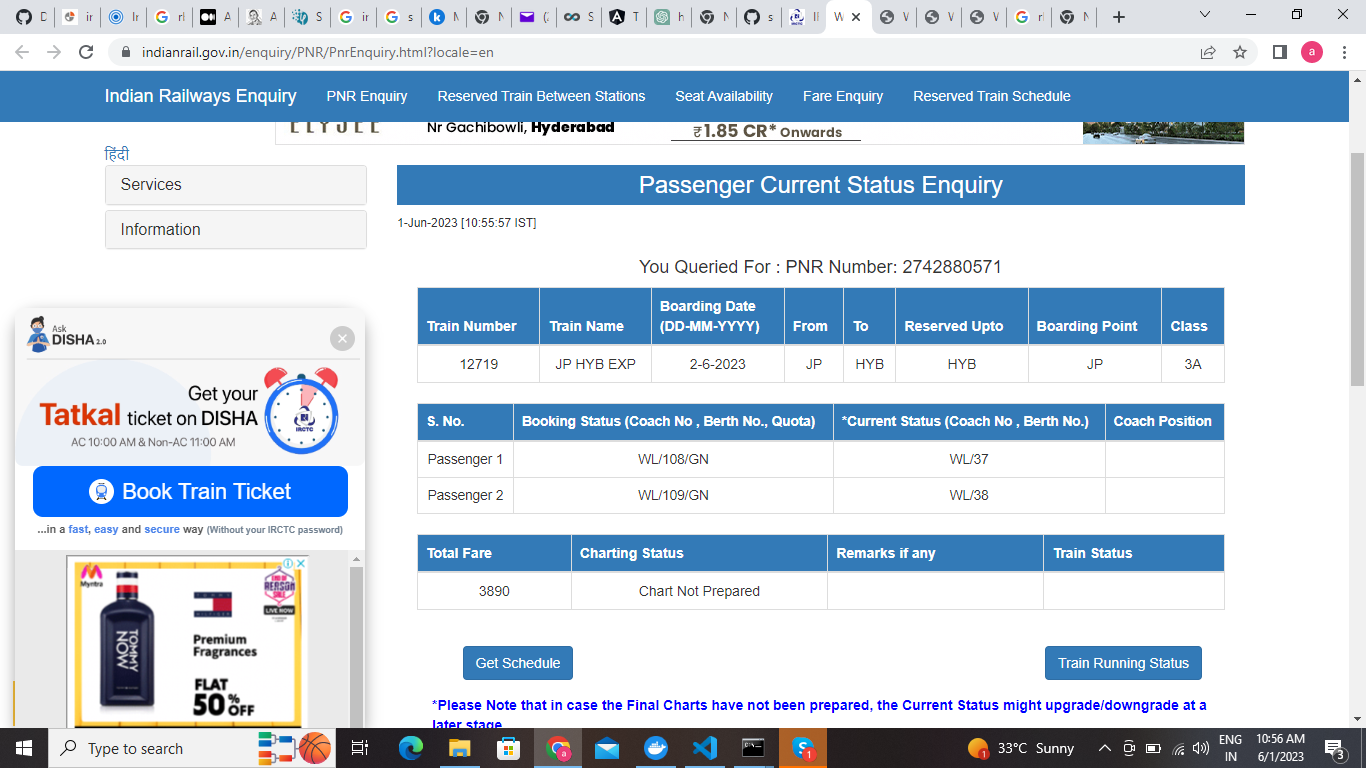 indianrail.gov.in/enquiry/PNR/PnrEnquiry.html?locale=en
Indian Railways Enquiry PNR Enquiry Reserved Train Between Stations Seat Availability Fare Enquiry Reserved Train Schedule
Nr Gachibowli, Hyderabad
₹1.85 CR* Onwards
हिंदी
Services
Information
Passenger Current Status Enquiry
1-Jun-2023 [10:55:57 IST]
You Queried For : PNR Number: 2742880571
Train Number Train Name Boarding Date (DD-MM-YYYY) From To Reserved Upto Boarding Point Class
12719 JP HYB EXP 2-6-2023 JP HYB HYB JP 3A
S. No. Booking Status (Coach No , Berth No., Quota) *Current Status (Coach No , Berth No.) Coach Position
Passenger 1 WL/108/GN WL/37
Passenger 2 WL/109/GN WL/38
Total Fare Charting Status Remarks if any Train Status
3890 Chart Not Prepared
Get Schedule Train Running Status
*Please Note that in case the Final Charts have not been prepared, the Current Status might upgrade/downgrade at a
later stage
Ask
DISHA 2.0
Get your
Tatkal ticket on DISHA
AC 10:00 AM & Non-AC 11:00 AM
IRCTC
Book Train Ticket
...in a fast, easy and secure way (Without your IRCTC password)
Myntra
END OF
REASON
SALE
LIVE NOW
TOMMY
NOW
TOMMY HILFIGER
Premium
Fragrances
FLAT
50% OFF
Type to search
33°C Sunny
ENG
IN
10:56 AM
6/1/2023
3